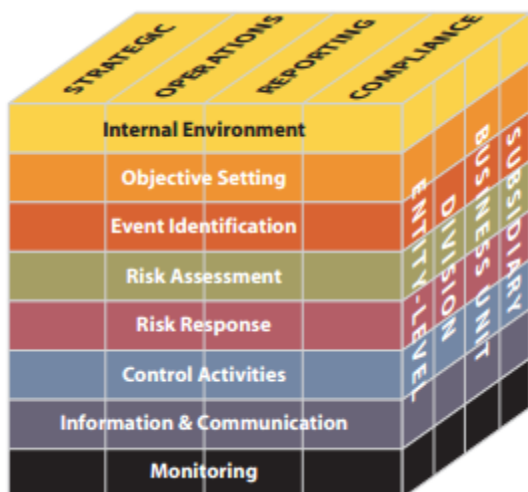 STRATEGIC
OPERATIONS
REPORTING
COMPLIANCE
Internal Environment
Objective Setting
Event Identification
Risk Assessment
Risk Response
Control Activities
Information & Communication
Monitoring
ENTITY-LEVEL
DIVISION
BUSINESS UNIT
SUBSIDIARY